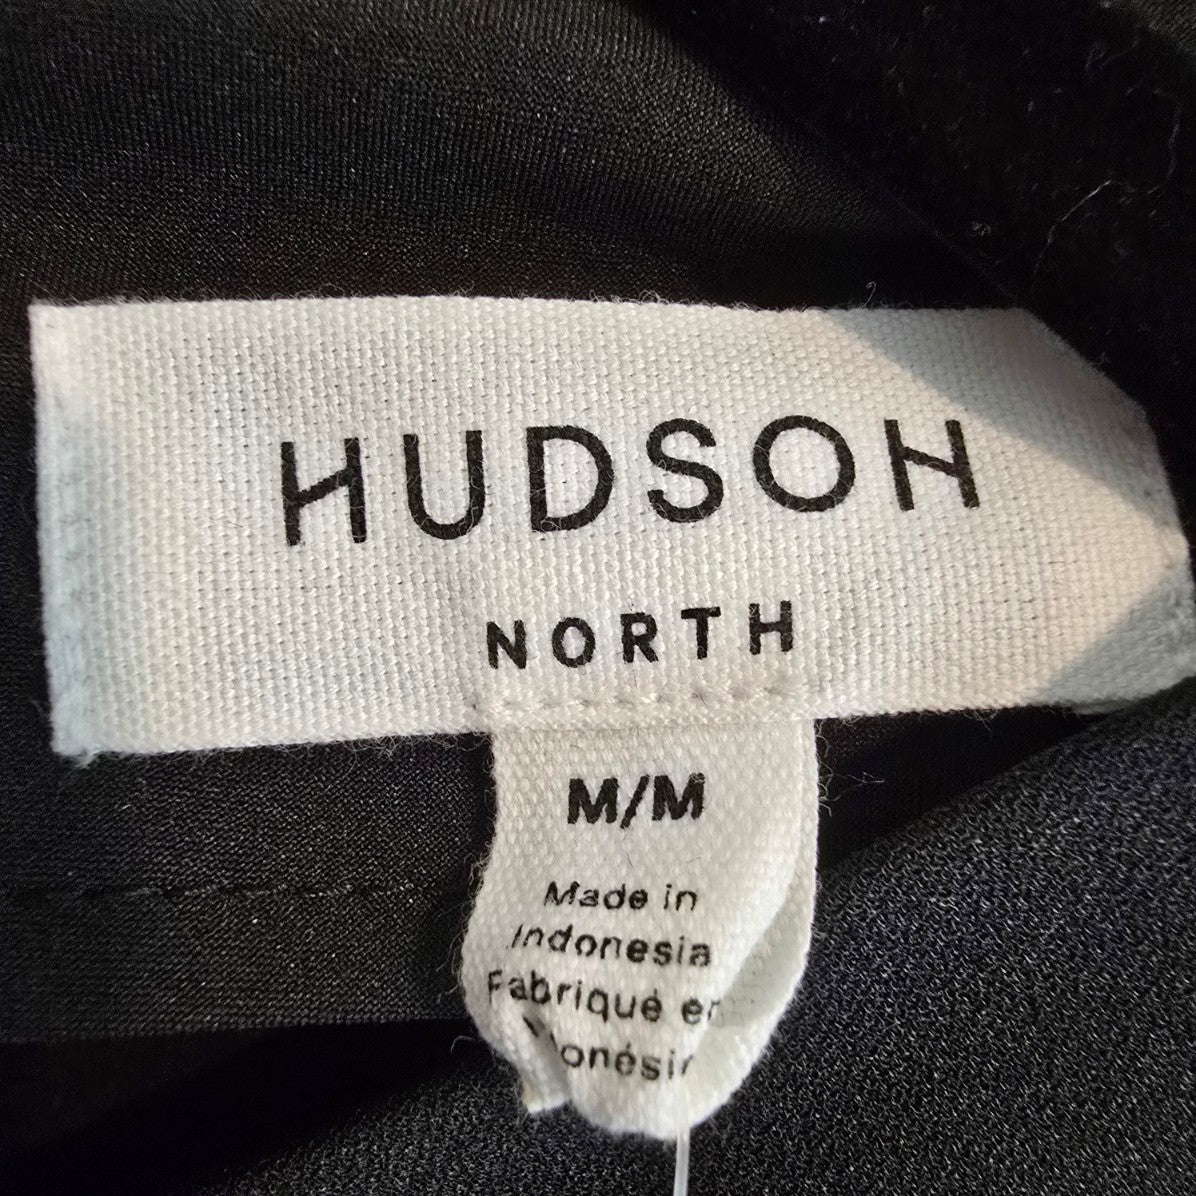 HUDSON
NORTH
M/M
Made in
Indonesia
Fabriqué en